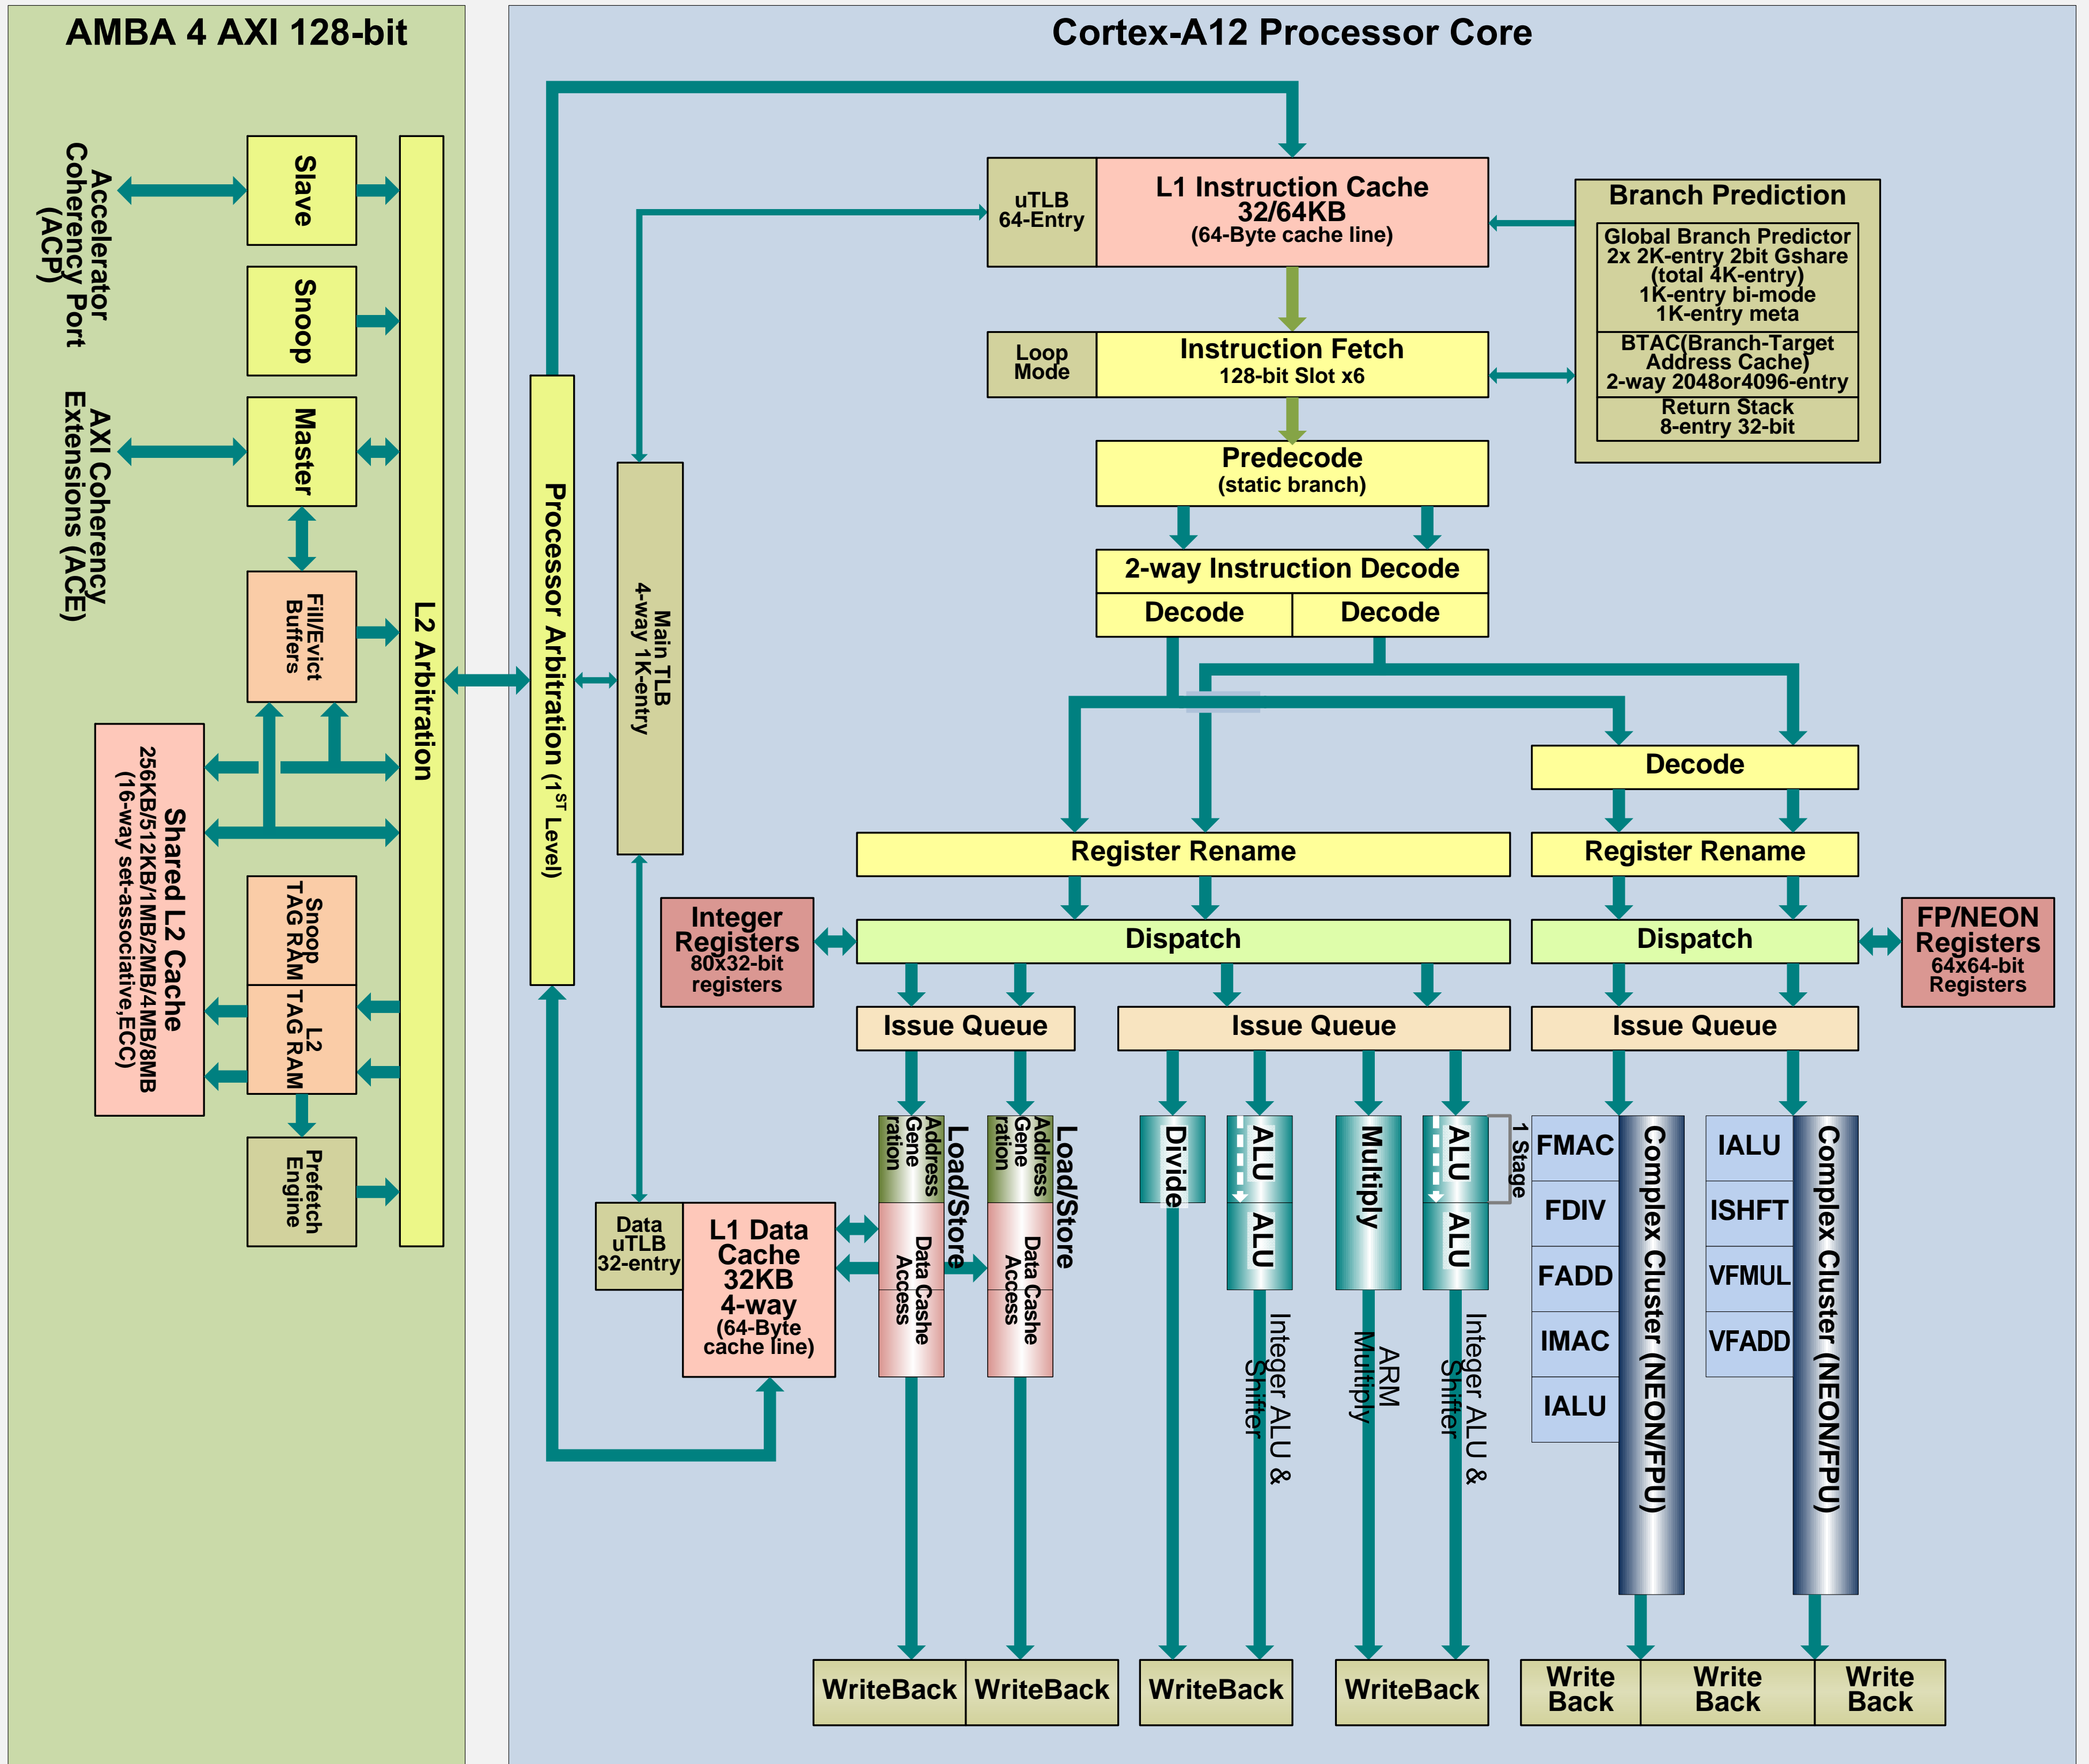 AMBA 4 AXI 128-bit
Accelerator
Coherency Port
(ACP)
Slave
Snoop
AXI Coherency
Extensions (ACE)
Master
Fill/Evict
Buffers
L2 Arbitration
Shared L2 Cache
256KB/512KB/1MB/2MB/4MB/8MB
(16-way set-associative,ECC)
Snoop
TAG RAM
L2
TAG RAM
Prefetch
Engine
Cortex-A12 Processor Core
Processor Arbitration (1ST Level)
Main TLB
4-way 1K-entry
uTLB
64-Entry
L1 Instruction Cache
32/64KB
(64-Byte cache line)
Branch Prediction
Global Branch Predictor
2x 2K-entry 2bit Gshare
(total 4K-entry)
1K-entry bi-mode
1K-entry meta
BTAC(Branch-Target
Address Cache)
2-way 2048or4096-entry
Return Stack
8-entry 32-bit
Loop
Mode
Instruction Fetch
128-bit Slot x6
Predecode
(static branch)
2-way Instruction Decode
Decode
Decode
Decode
Register Rename
Register Rename
Integer
Registers
80x32-bit
registers
Dispatch
Dispatch
FP/NEON
Registers
64x64-bit
Registers
Issue Queue
Issue Queue
Issue Queue
Data
uTLB
32-entry
L1 Data
Cache
32KB
4-way
(64-Byte
cache line)
Load/Store
Address
Gene
ration
Data Cashe
Access
Load/Store
Address
Gene
ration
Data Cashe
Access
Divide
ALU
ALU
Integer ALU &
Shifter
Multiply
ARM
Multiply
ALU
ALU
Integer ALU &
Shifter
1 Stage
FMAC
FDIV
FADD
IMAC
IALU
Complex Cluster (NEON/FPU)
IALU
ISHFT
VFMUL
VFADD
Complex Cluster (NEON/FPU)
WriteBack
WriteBack
WriteBack
WriteBack
Write
Back
Write
Back
Write
Back